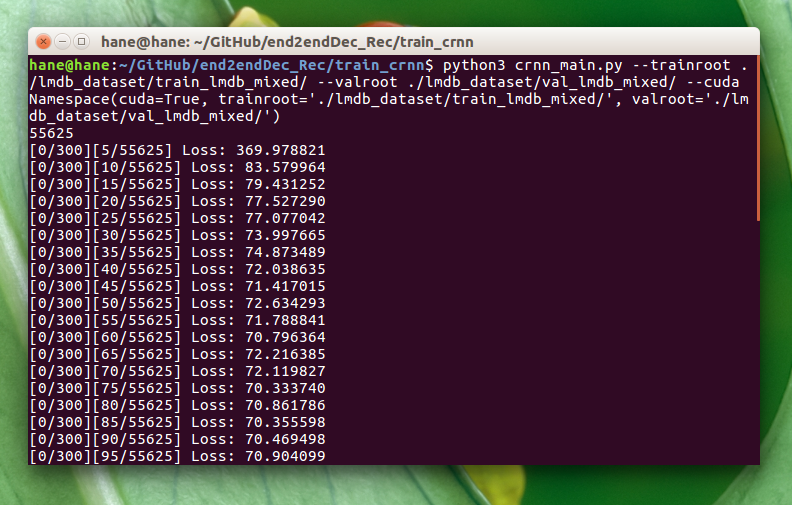 hane@hane: ~/GitHub/end2endDec_Rec/train_crnn
hane@hane:~/GitHub/end2endDec_Rec/train_crnn$ python3 crnn_main.py --trainroot .
/lmdb_dataset/train_lmdb_mixed/ --valroot ./lmdb_dataset/val_lmdb_mixed/ --cuda
Namespace(cuda=True, trainroot='./lmdb_dataset/train_lmdb_mixed/', valroot='./lm
db_dataset/val_lmdb_mixed/')
55625
[0/300][5/55625] Loss: 369.978821
[0/300][10/55625] Loss: 83.579964
[0/300][15/55625] Loss: 79.431252
[0/300][20/55625] Loss: 77.527290
[0/300][25/55625] Loss: 77.077042
[0/300][30/55625] Loss: 73.997665
[0/300][35/55625] Loss: 74.873489
[0/300][40/55625] Loss: 72.038635
[0/300][45/55625] Loss: 71.417015
[0/300][50/55625] Loss: 72.634293
[0/300][55/55625] Loss: 71.788841
[0/300][60/55625] Loss: 70.796364
[0/300][65/55625] Loss: 72.216385
[0/300][70/55625] Loss: 72.119827
[0/300][75/55625] Loss: 70.333740
[0/300][80/55625] Loss: 70.861786
[0/300][85/55625] Loss: 70.355598
[0/300][90/55625] Loss: 70.469498
[0/300][95/55625] Loss: 70.904099